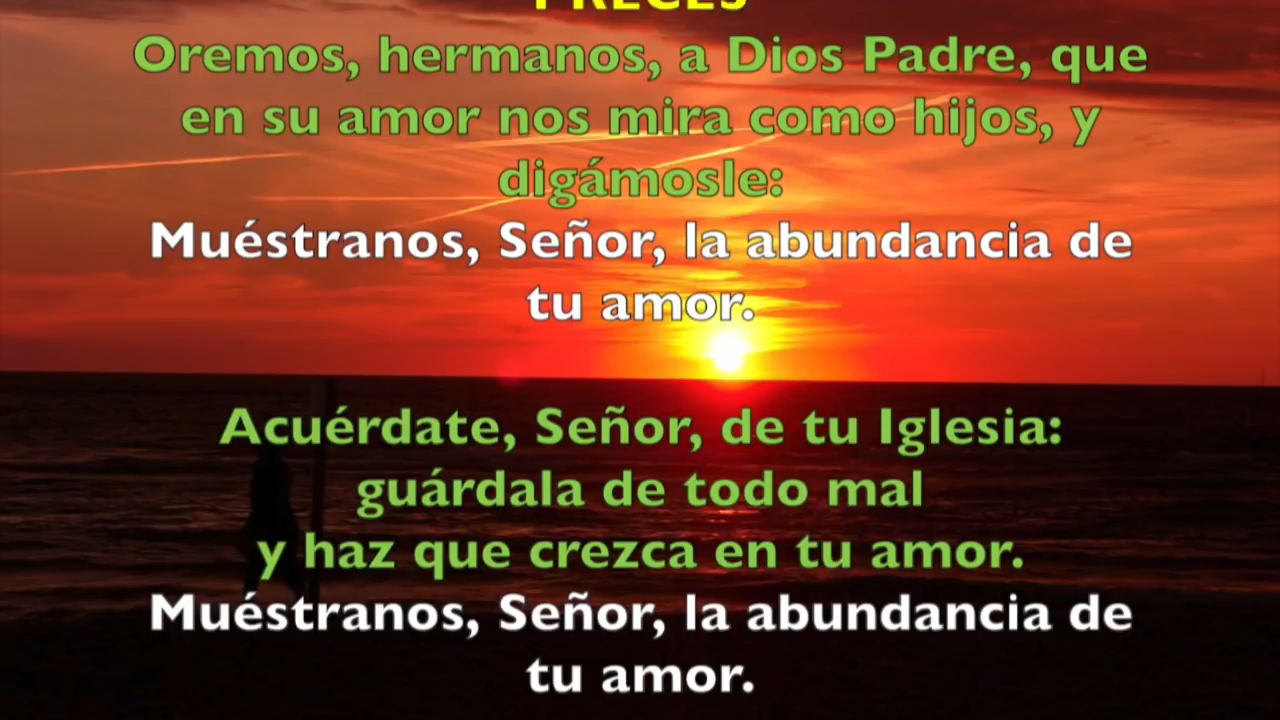 PRECES
Oremos, hermanos, a Dios Padre, que
en su amor nos mira como hijos, y
digámosle:
Muéstranos, Señor, la abundancia de
tu amor.
Acuérdate, Señor, de tu Iglesia:
guárdala de todo mal
y haz que crezca en tu amor.
Muéstranos, Señor, la abundancia de
tu amor.